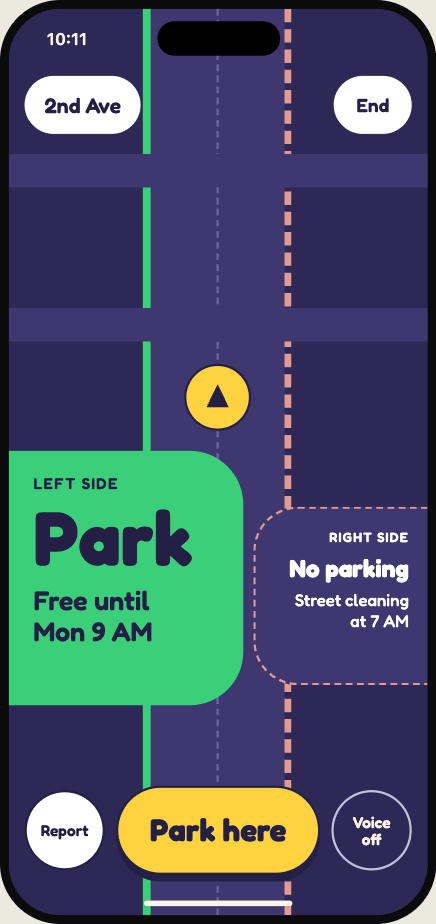 10:11
2nd Ave
End
LEFT SIDE
Park
Free until
Mon 9 AM
RIGHT SIDE
No parking
Street cleaning
at 7 AM
Report
Park here
Voice
off